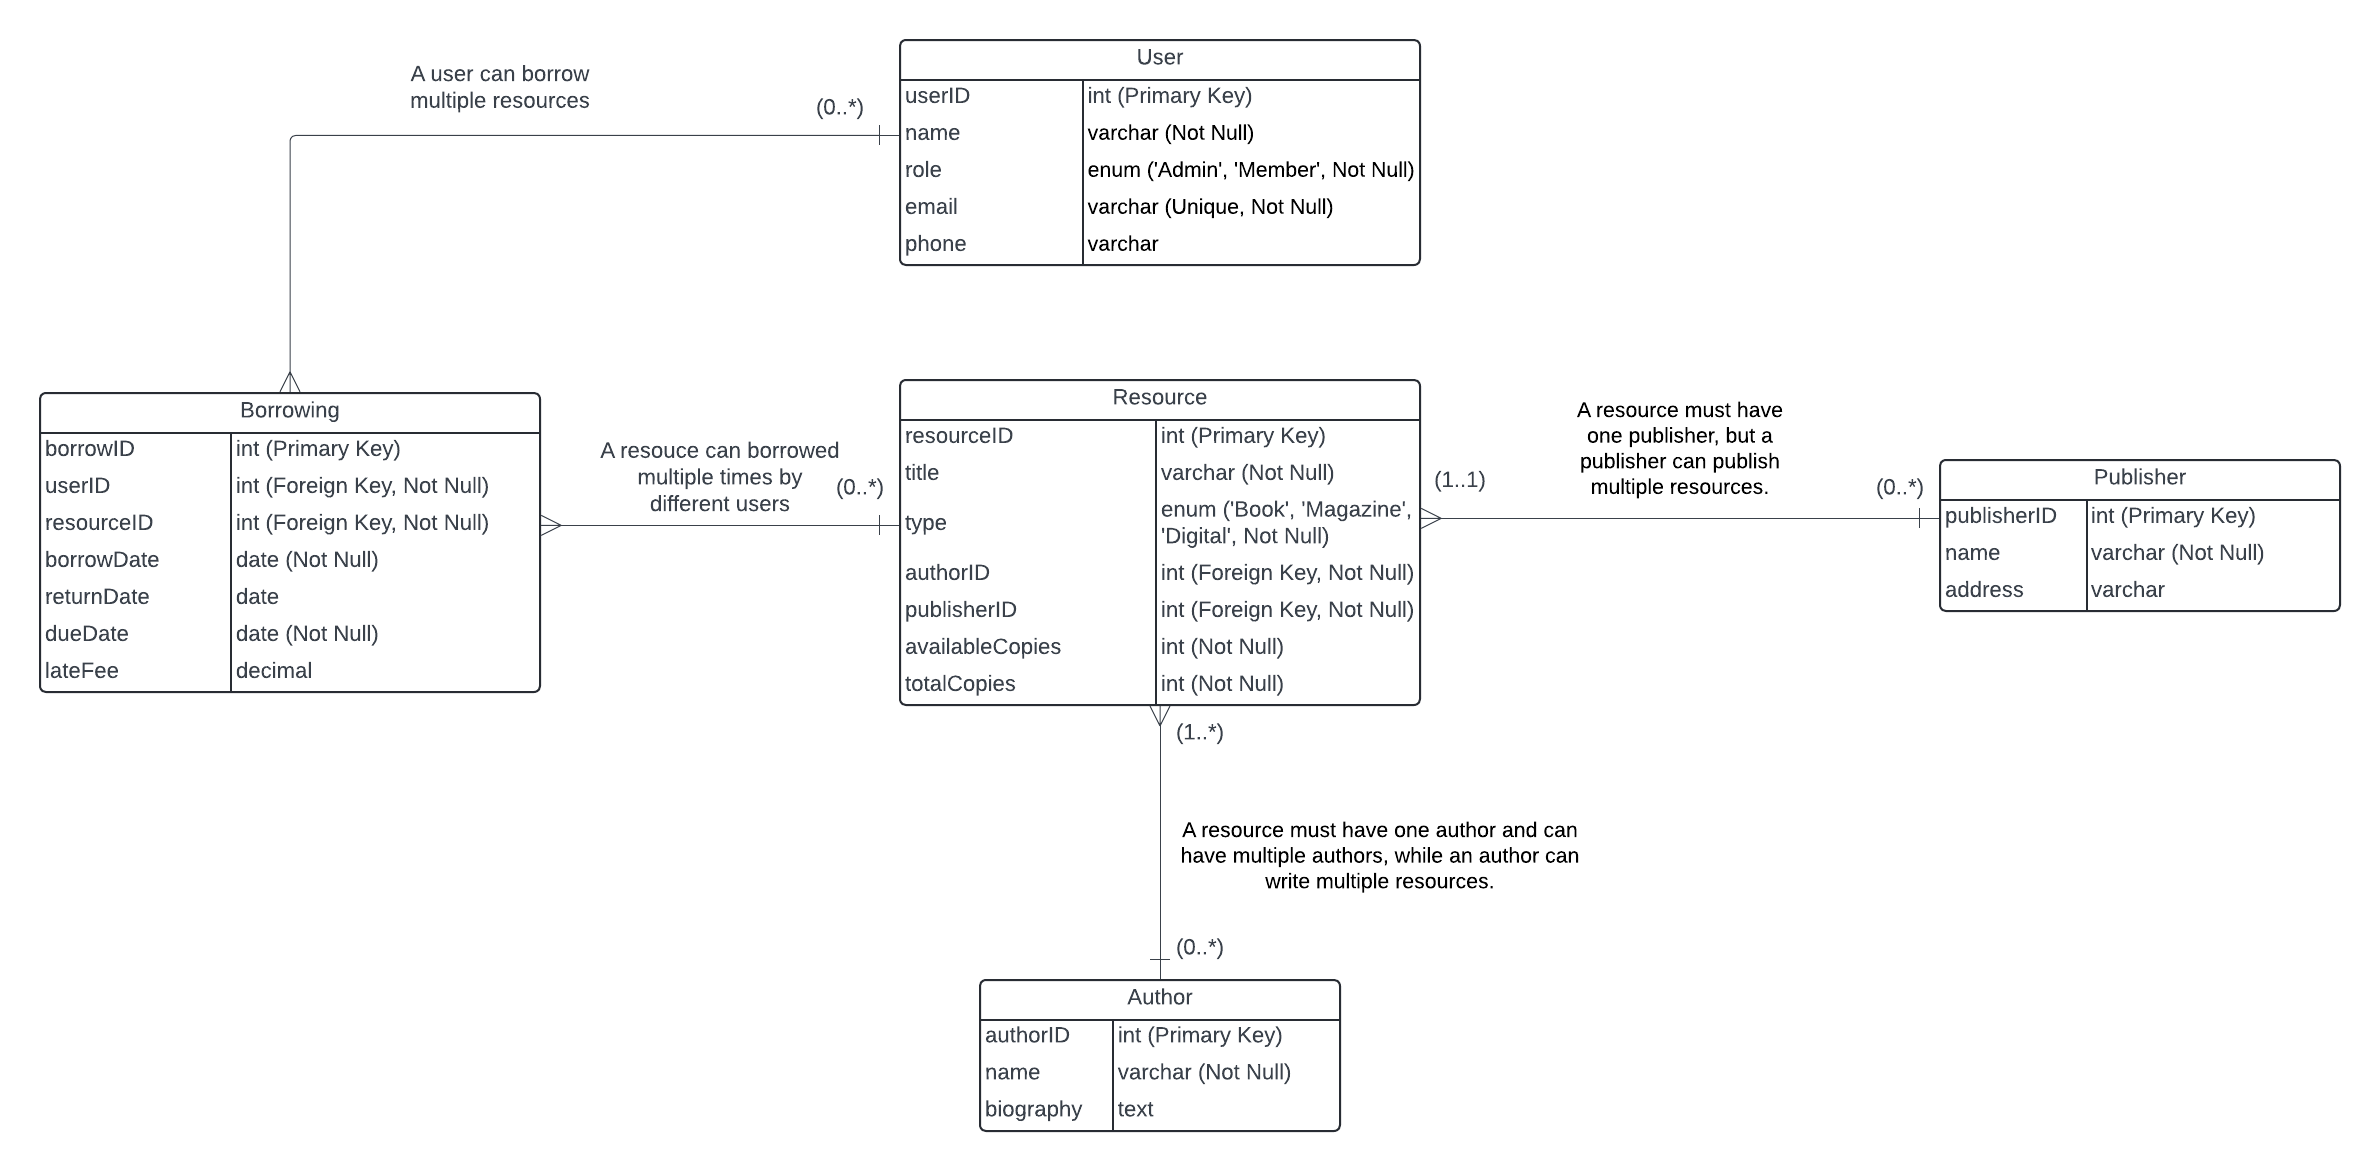 A user can borrow
multiple resources
(0..*)
User
userID int (Primary Key)
name varchar (Not Null)
role enum ('Admin', 'Member', Not Null)
email varchar (Unique, Not Null)
phone varchar
Borrowing
borrowID int (Primary Key)
userID int (Foreign Key, Not Null)
resourceID int (Foreign Key, Not Null)
borrowDate date (Not Null)
returnDate date
dueDate date (Not Null)
lateFee decimal
A resouce can borrowed
multiple times by
different users
(0..*)
Resource
resourceID int (Primary Key)
title varchar (Not Null)
type enum ('Book', 'Magazine',
'Digital', Not Null)
authorID int (Foreign Key, Not Null)
publisherID int (Foreign Key, Not Null)
availableCopies int (Not Null)
totalCopies int (Not Null)
(1..1)
A resource must have
one publisher, but a
publisher can publish
multiple resources.
(0..*)
Publisher
publisherID int (Primary Key)
name varchar (Not Null)
address varchar
(1..*)
A resource must have one author and can
have multiple authors, while an author can
write multiple resources.
(0..*)
Author
authorID int (Primary Key)
name varchar (Not Null)
biography text